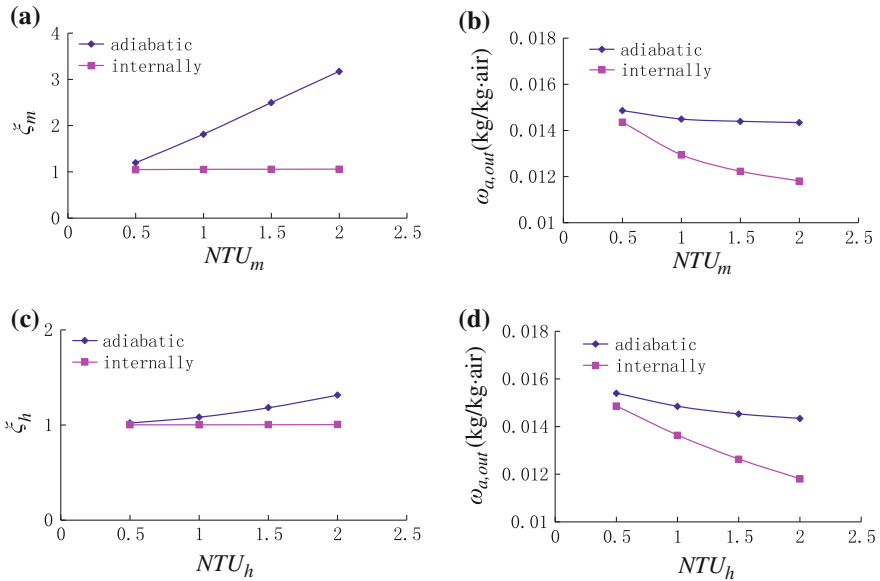 (a)
4
3
2
1
0
ξm
adiabatic
internally
0 0.5 1 1.5 2 2.5
NTUm
(b)
0.018
0.016
0.014
0.012
0.01
ωa,out(kg/kg·air)
adiabatic
internally
0 0.5 1 1.5 2 2.5
NTUm
(c)
2
1
0
ξh
adiabatic
internally
0 0.5 1 1.5 2 2.5
NTUh
(d)
0.018
0.016
0.014
0.012
0.01
ωa,out(kg/kg·air)
adiabatic
internally
0 0.5 1 1.5 2 2.5
NTUh